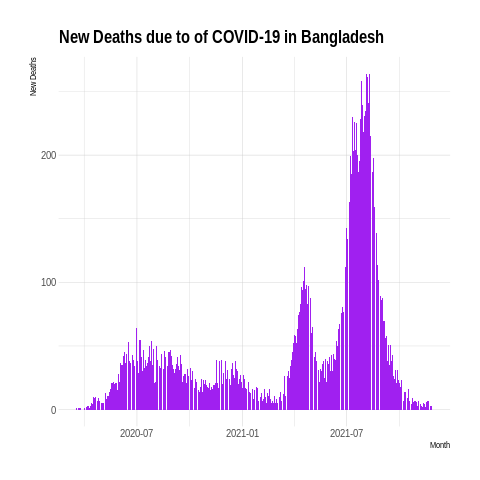 New Deaths due to of COVID-19 in Bangladesh
New Deaths
200
100
0
2020-07 2021-01 2021-07
Month